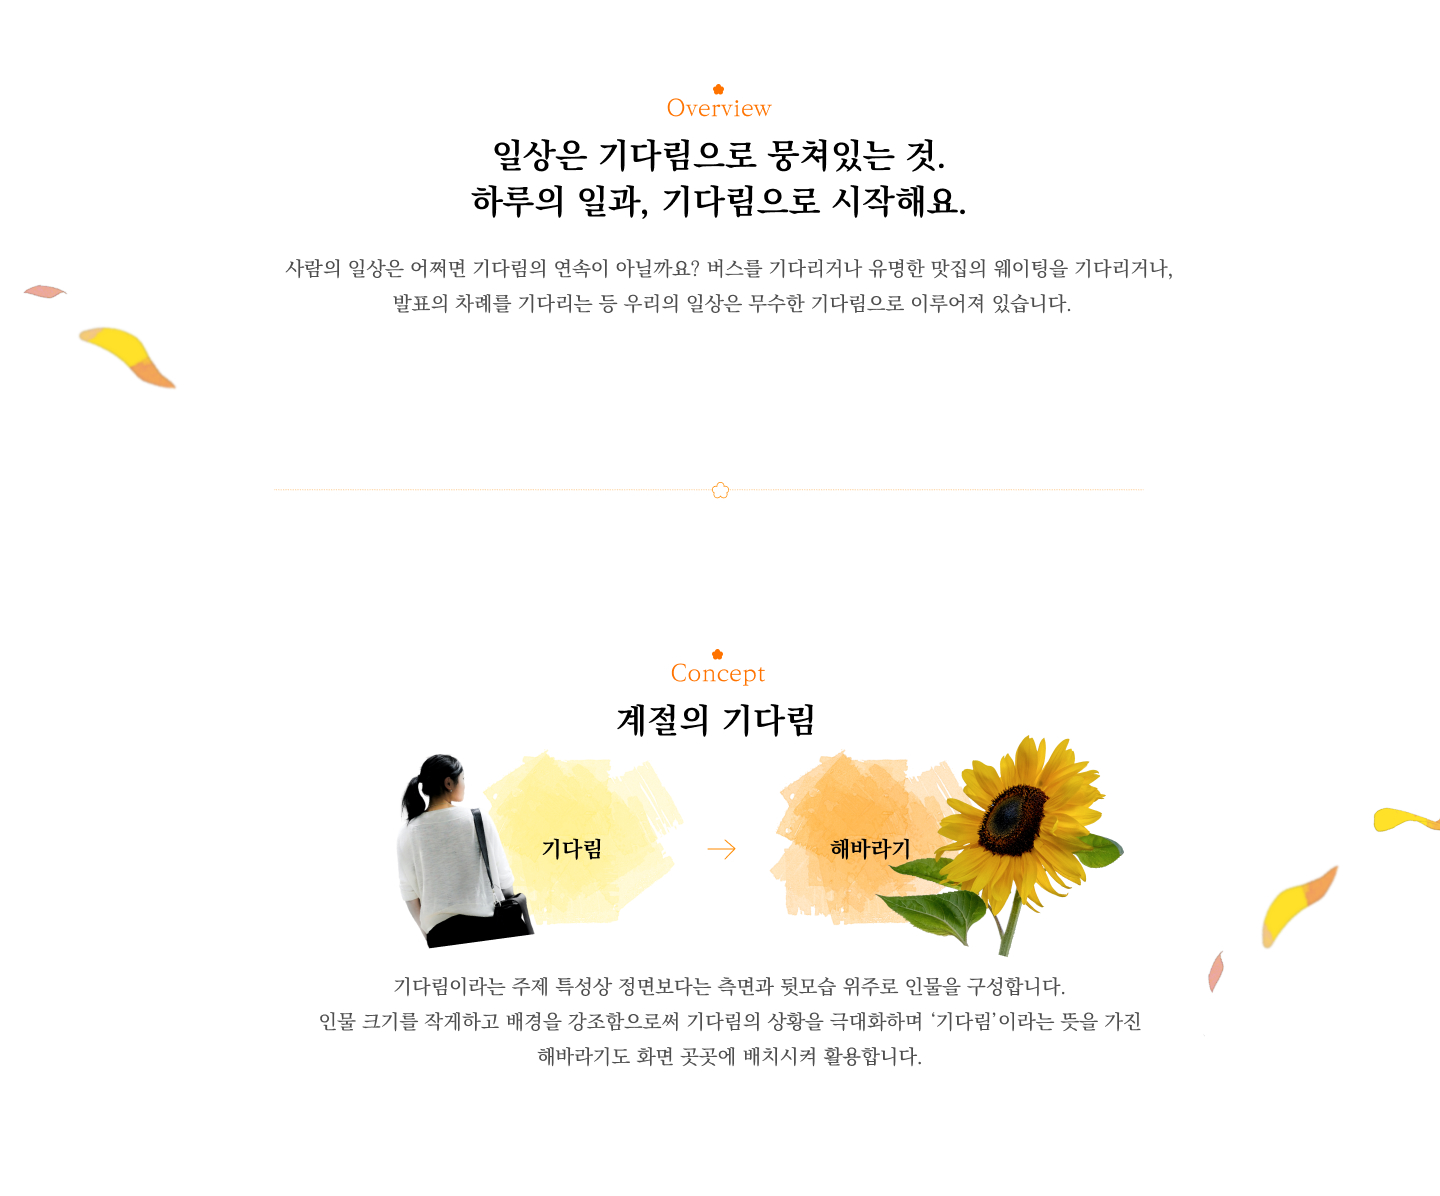 Overview
일상은 기다림으로 뭉쳐있는 것.
하루의 일과, 기다림으로 시작해요.
사람의 일상은 어쩌면 기다림의 연속이 아닐까요? 버스를 기다리거나 유명한 맛집의 웨이팅을 기다리거나,
발표의 차례를 기다리는 등 우리의 일상은 무수한 기다림으로 이루어져 있습니다.
Concept
계절의 기다림
기다림
해바라기
기다림이라는 주제 특성상 정면보다는 측면과 뒷모습 위주로 인물을 구성합니다.
인물 크기를 작게하고 배경을 강조함으로써 기다림의 상황을 극대화하며 ‘기다림’이라는 뜻을 가진
해바라기도 화면 곳곳에 배치시켜 활용합니다.